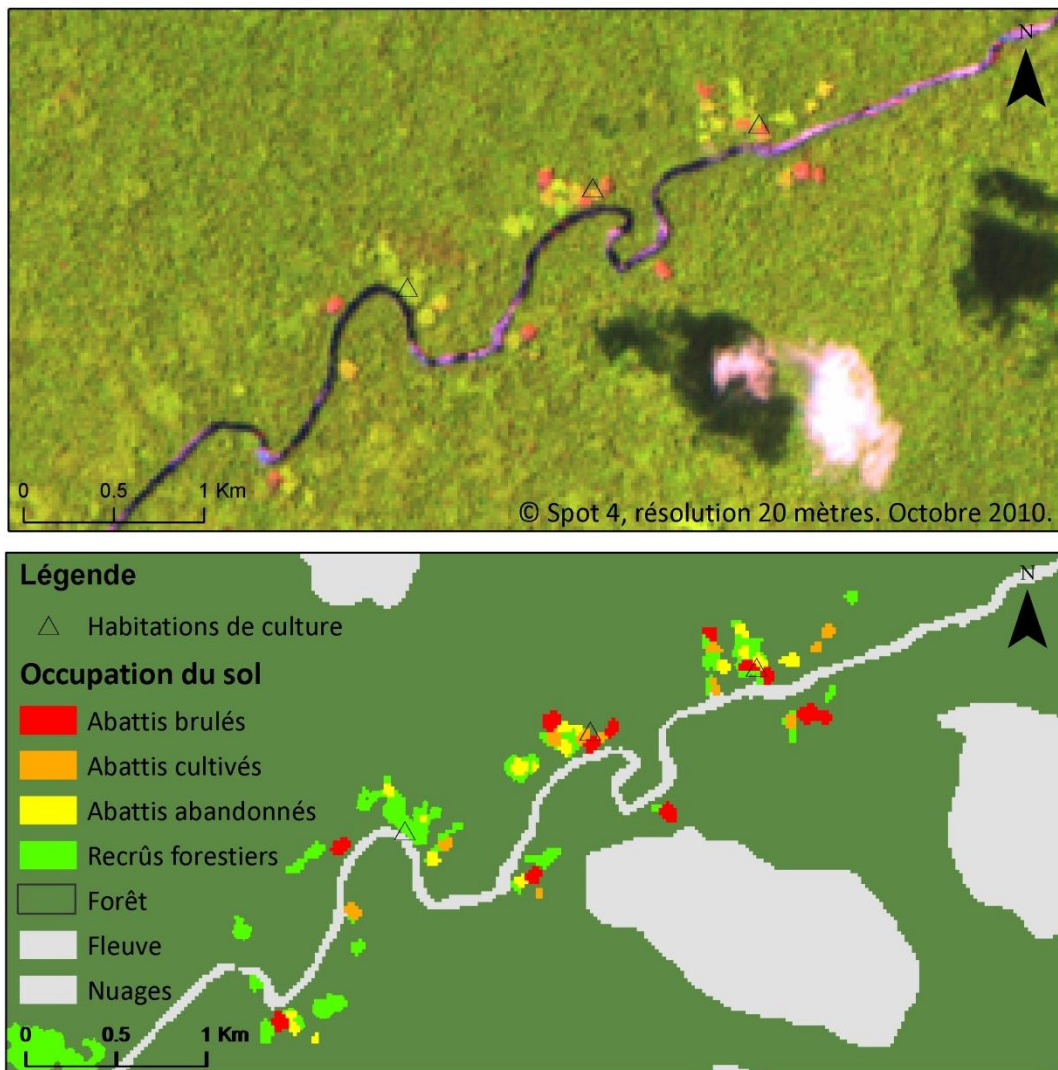 N
0 0.5 1 Km
© Spot 4, résolution 20 mètres. Octobre 2010.
Légende
N
Habitations de culture
Occupation du sol
Abattis brulés
Abattis cultivés
Abattis abandonnés
Recrûs forestiers
Forêt
Fleuve
Nuages
0 0.5 1 Km